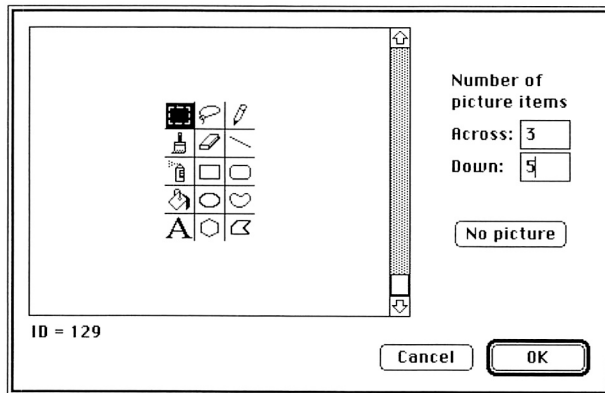 Number of
picture items
Across: 3
Down: 5
A
No picture
ID = 129
Cancel
OK